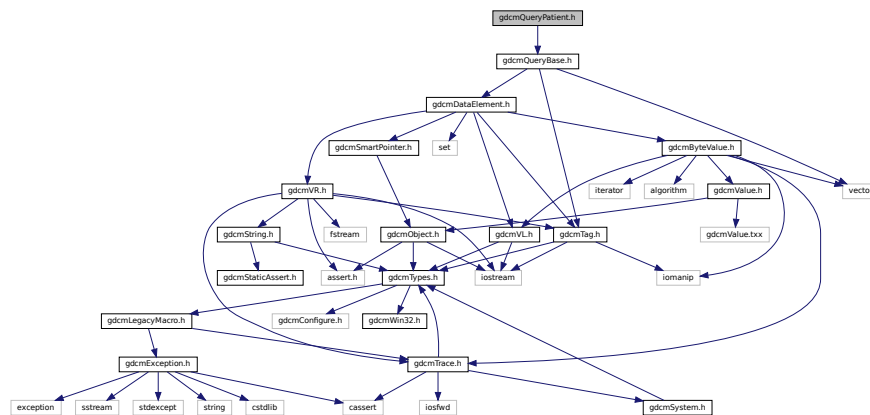 gdcmQueryPatient.h
gdcmQueryBase.h
gdcmDataElement.h
gdcmSmartPointer.h
set
gdcmByteValue.h
gdcmVR.h
iterator
algorithm
gdcmValue.h
vecto
gdcmString.h
fstream
gdcmObject.h
gdcmVL.h
gdcmTag.h
gdcmValue.txx
gdcmStaticAssert.h
assert.h
gdcmTypes.h
iostream
iomanip
gdcmLegacyMacro.h
gdcmConfigure.h
gdcmWin32.h
gdcmException.h
gdcmTrace.h
exception
sstream
stdexcept
string
cstdlib
cassert
iosfwd
gdcmSystem.h